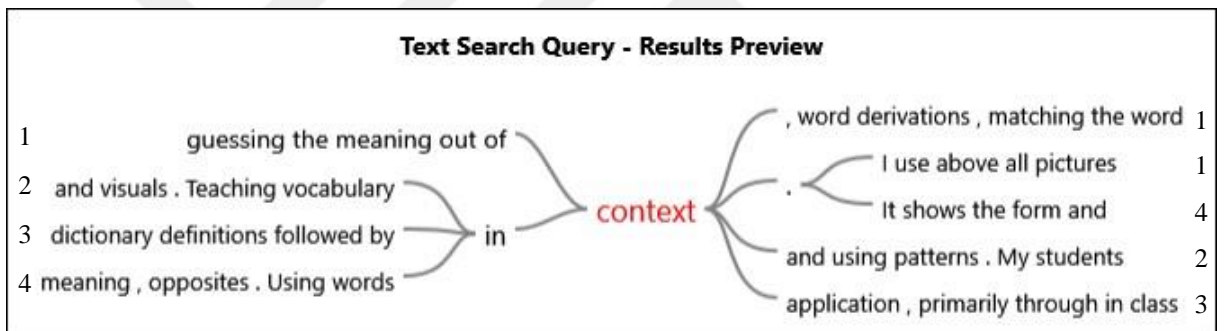 Text Search Query - Results Preview
1 guessing the meaning out of
2 and visuals . Teaching vocabulary
3 dictionary definitions followed by
4 meaning , opposites . Using words
in
context
, word derivations , matching the word 1
.
I use above all pictures 1
It shows the form and 4
and using patterns . My students 2
application , primarily through in class 3